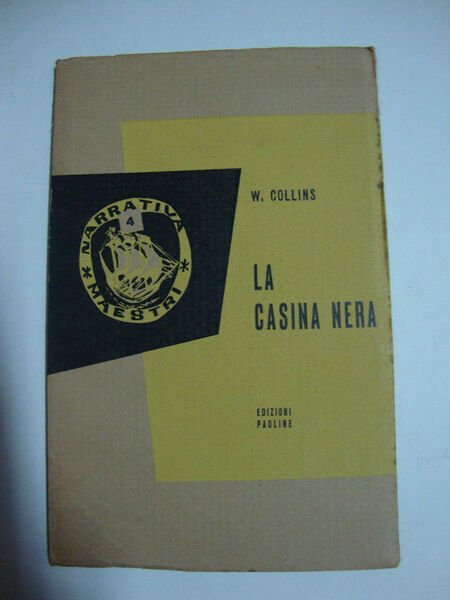 * NARRATIVA *
4
MAESTRI
W. COLLINS
LA
CASINA NERA
EDIZIONI
PAOLINE